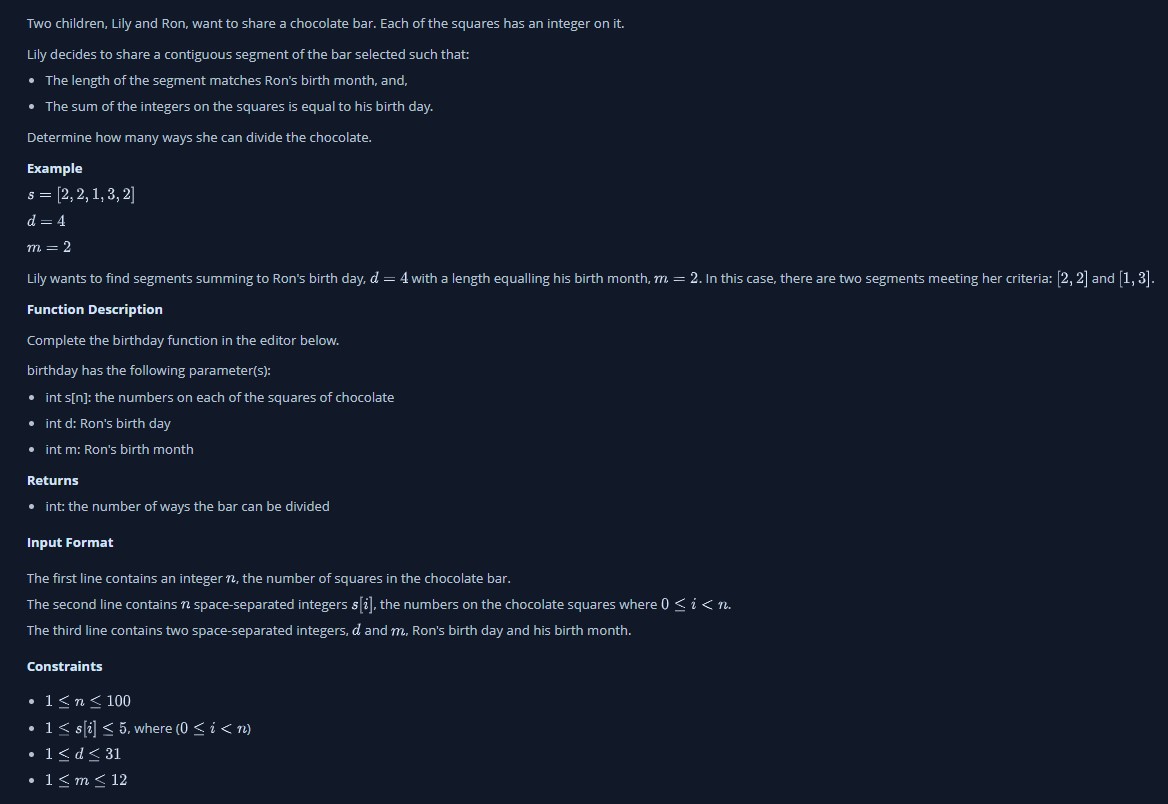 Two children, Lily and Ron, want to share a chocolate bar. Each of the squares has an integer on it.
Lily decides to share a contiguous segment of the bar selected such that:
• The length of the segment matches Ron's birth month, and,
• The sum of the integers on the squares is equal to his birth day.
Determine how many ways she can divide the chocolate.
Example
s = [2, 2, 1, 3, 2]
d = 4
m = 2
Lily wants to find segments summing to Ron's birth day, d = 4 with a length equalling his birth month, m = 2. In this case, there are two segments meeting her criteria: [2, 2] and [1, 3].
Function Description
Complete the birthday function in the editor below.
birthday has the following parameter(s):
• int s[n]: the numbers on each of the squares of chocolate
• int d: Ron's birth day
• int m: Ron's birth month
Returns
• int: the number of ways the bar can be divided
Input Format
The first line contains an integer n, the number of squares in the chocolate bar.
The second line contains n space-separated integers s[i], the numbers on the chocolate squares where 0 ≤ i < n.
The third line contains two space-separated integers, d and m, Ron's birth day and his birth month.
Constraints
• 1 ≤ n ≤ 100
• 1 ≤ s[i] ≤ 5, where (0 ≤ i < n)
• 1 ≤ d ≤ 31
• 1 ≤ m ≤ 12